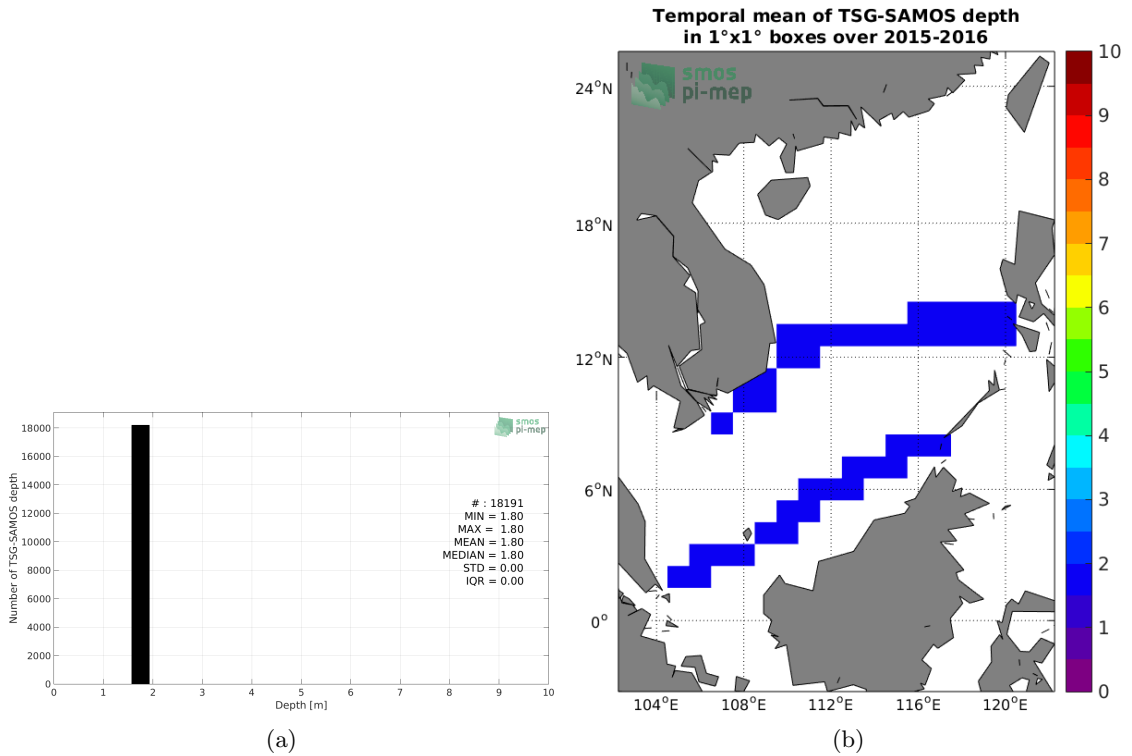 Temporal mean of TSG-SAMOS depth
in 1°x1° boxes over 2015-2016
smos
pi-mep
24°N
18°N
12°N
6°N
0°
104°E
108°E
112°E
116°E
120°E
10
9
8
7
6
5
4
3
2
1
0
(b)
smos
pi-mep
Number of TSG-SAMOS depth
18000
16000
14000
12000
10000
8000
6000
4000
2000
0
# : 18191
MIN = 1.80
MAX = 1.80
MEAN = 1.80
MEDIAN = 1.80
STD = 0.00
IQR = 0.00
0
1
2
3
4
5
6
7
8
9
10
Depth [m]
(a)